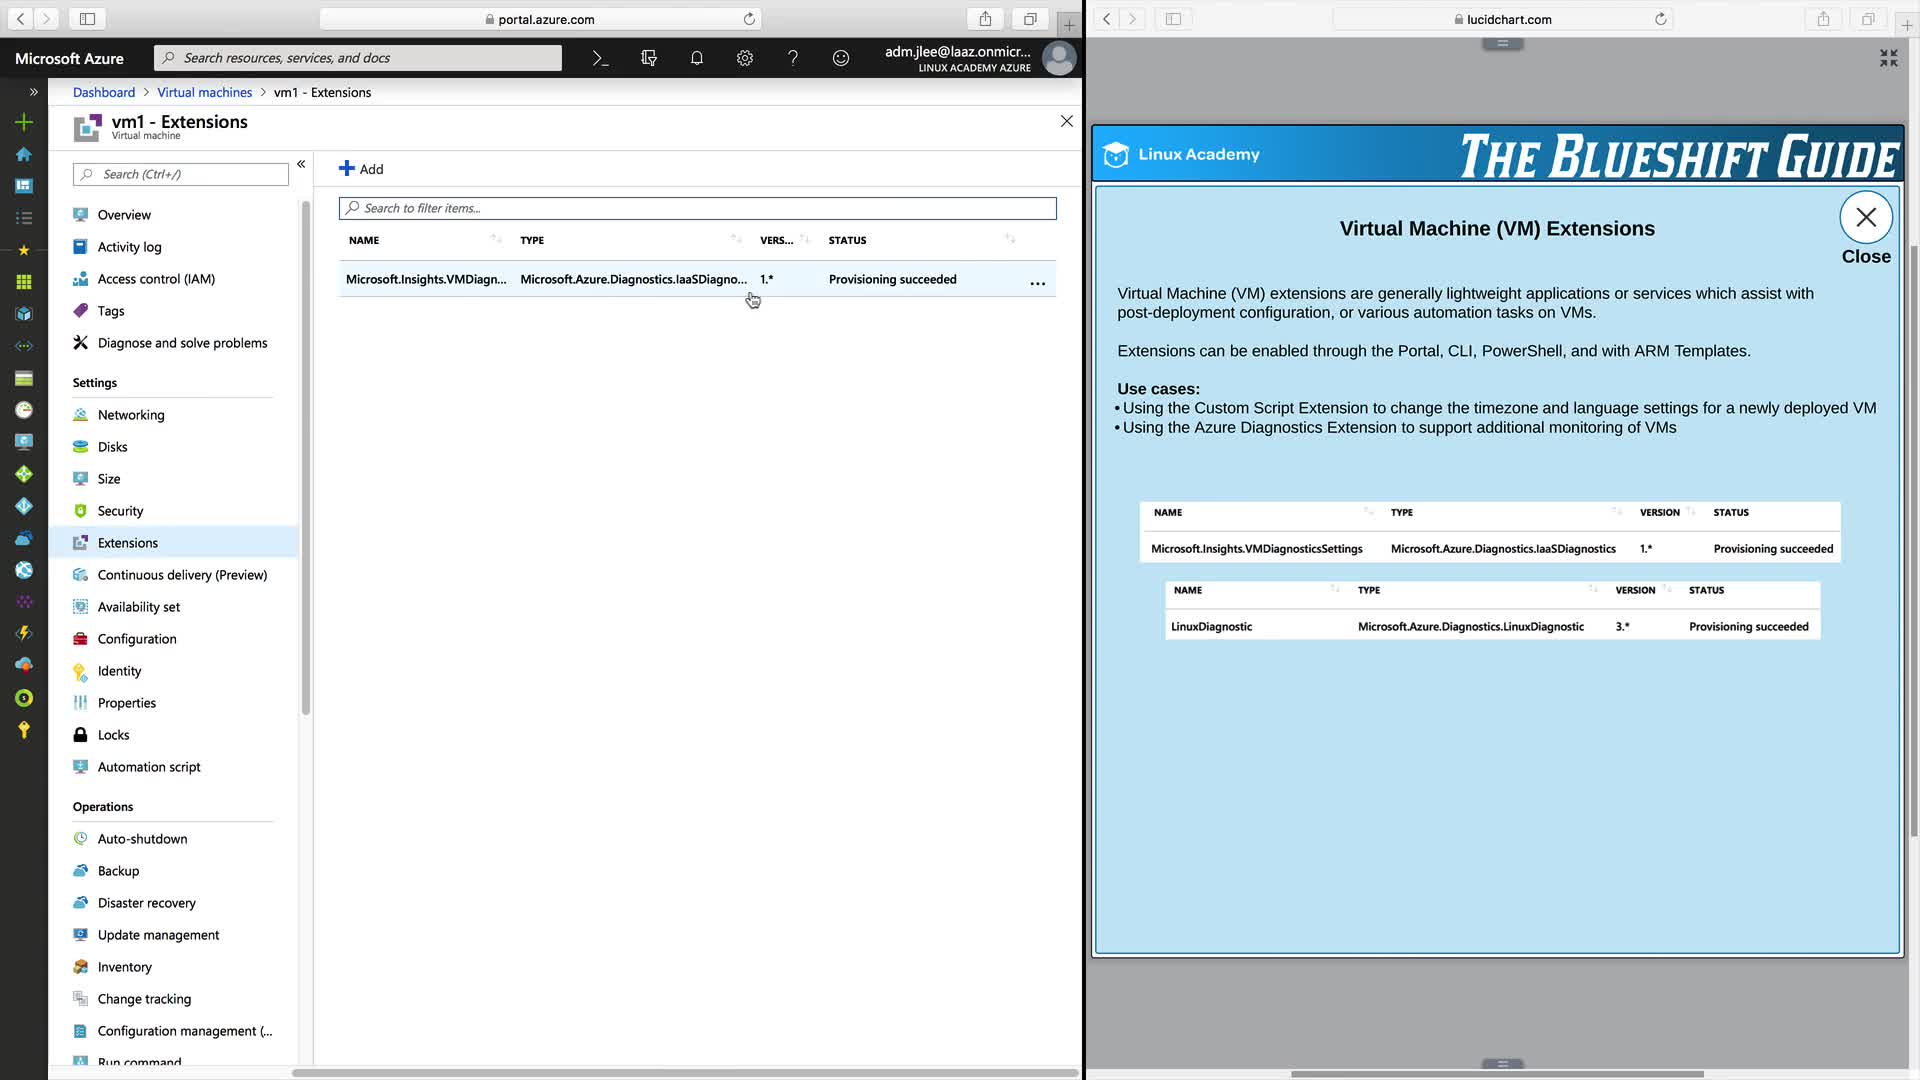 portal.azure.com
Microsoft Azure
Search resources, services, and docs
adm.jlee@laaz.onmicr...
LINUX ACADEMY AZURE
Dashboard > Virtual machines > vm1 - Extensions
vm1 - Extensions
Virtual machine
Search (Ctrl+/)
Overview
Activity log
Access control (IAM)
Tags
Diagnose and solve problems
Settings
Networking
Disks
Size
Security
Extensions
Continuous delivery (Preview)
Availability set
Configuration
Identity
Properties
Locks
Automation script
Operations
Auto-shutdown
Backup
Disaster recovery
Update management
Inventory
Change tracking
Configuration management (...
Run command
Add
Search to filter items...
NAME TYPE VERS... STATUS
Microsoft.Insights.VMDiagn... Microsoft.Azure.Diagnostics.IaaSDiagno... 1.* Provisioning succeeded ...
lucidchart.com
Linux Academy
THE BLUESHIFT GUIDE
Virtual Machine (VM) Extensions
Close
Virtual Machine (VM) extensions are generally lightweight applications or services which assist with
post-deployment configuration, or various automation tasks on VMs.
Extensions can be enabled through the Portal, CLI, PowerShell, and with ARM Templates.
Use cases:
• Using the Custom Script Extension to change the timezone and language settings for a newly deployed VM
• Using the Azure Diagnostics Extension to support additional monitoring of VMs
NAME TYPE VERSION STATUS
Microsoft.Insights.VMDiagnosticsSettings Microsoft.Azure.Diagnostics.IaaSDiagnostics 1.* Provisioning succeeded
NAME TYPE VERSION STATUS
LinuxDiagnostic Microsoft.Azure.Diagnostics.LinuxDiagnostic 3.* Provisioning succeeded